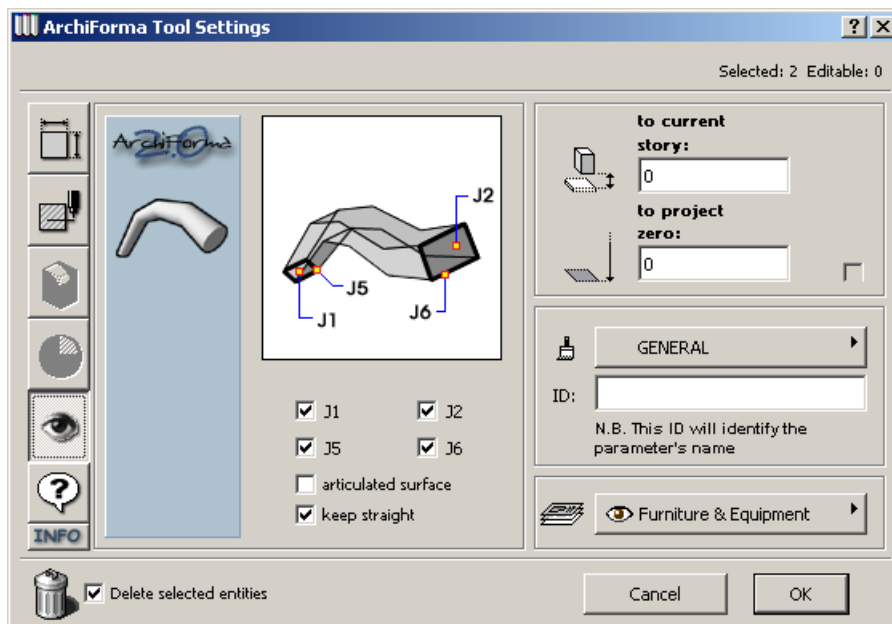 ArchiForma Tool Settings
Selected: 2 Editable: 0
ArchiForma
2.0
J2
J5
J1
J6
J1
J2
J5
J6
articulated surface
keep straight
INFO
to current
story:
0
to project
zero:
0
GENERAL
ID:
N.B. This ID will identify the
parameter's name
Furniture & Equipment
Delete selected entities
Cancel
OK